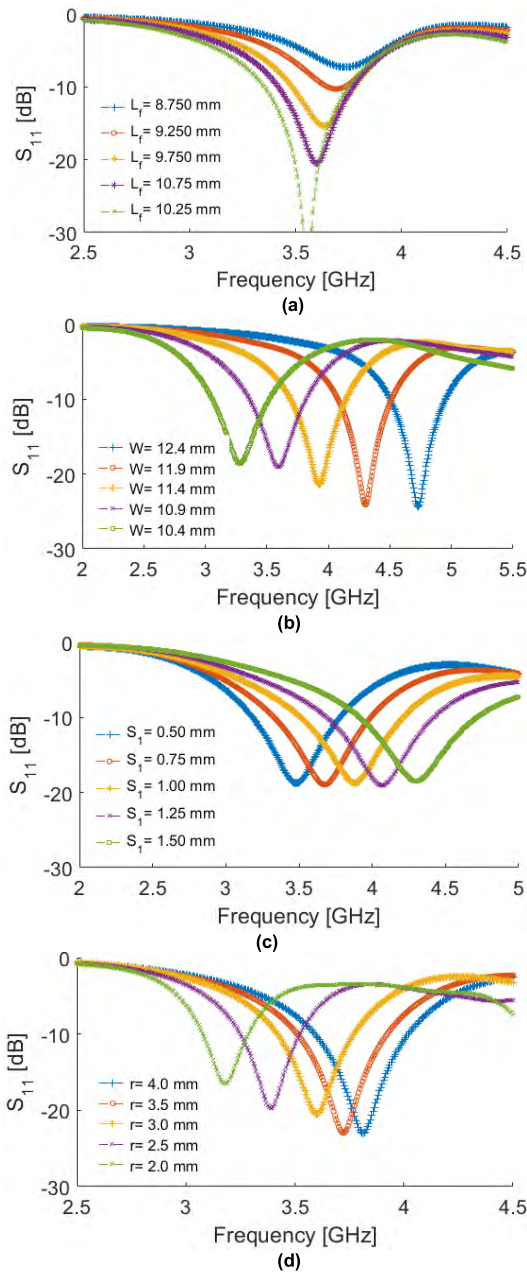 0
-10
-20
-30
S11 [dB]
Lf= 8.750 mm
Lf= 9.250 mm
Lf= 9.750 mm
Lf= 10.75 mm
Lf= 10.25 mm
2.5 3 3.5 4 4.5
Frequency [GHz]
(a)
0
-10
-20
-30
S11 [dB]
W= 12.4 mm
W= 11.9 mm
W= 11.4 mm
W= 10.9 mm
W= 10.4 mm
2 2.5 3 3.5 4 4.5 5 5.5
Frequency [GHz]
(b)
0
-10
-20
-30
S11 [dB]
S1= 0.50 mm
S1= 0.75 mm
S1= 1.00 mm
S1= 1.25 mm
S1= 1.50 mm
2 2.5 3 3.5 4 4.5 5
Frequency [GHz]
(c)
0
-10
-20
-30
S11 [dB]
r= 4.0 mm
r= 3.5 mm
r= 3.0 mm
r= 2.5 mm
r= 2.0 mm
2.5 3 3.5 4 4.5
Frequency [GHz]
(d)